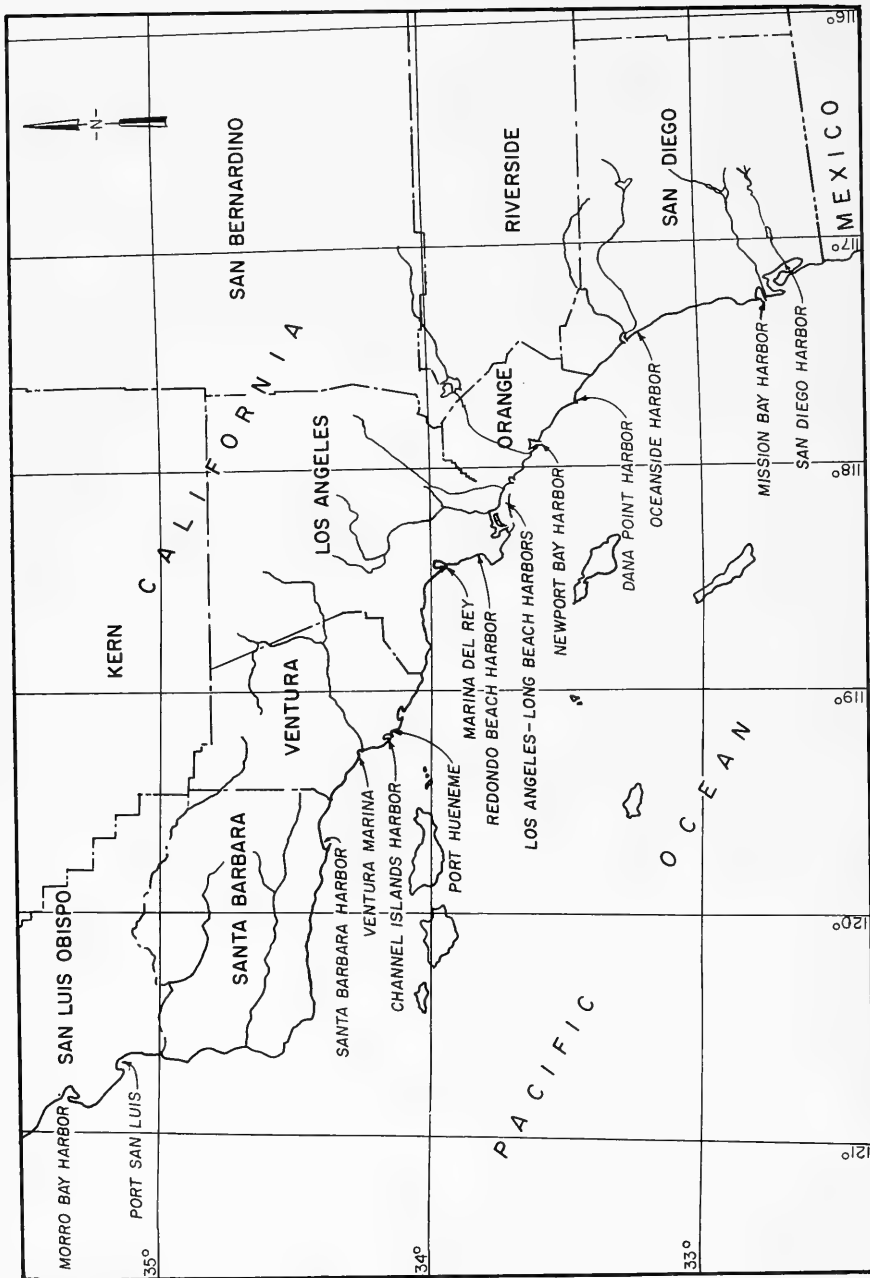 -N-
SAN BERNARDINO
RIVERSIDE
SAN DIEGO
MEXICO
KERN
CALIFORNIA
LOS ANGELES
ORANGE
VENTURA
SANTA BARBARA
SAN LUIS OBISPO
MORRO BAY HARBOR
PORT SAN LUIS
SANTA BARBARA HARBOR
VENTURA MARINA
CHANNEL ISLANDS HARBOR
PORT HUENEME
MARINA DEL REY
REDONDO BEACH HARBOR
LOS ANGELES-LONG BEACH HARBORS
NEWPORT BAY HARBOR
DANA POINT HARBOR
OCEANSIDE HARBOR
MISSION BAY HARBOR
SAN DIEGO HARBOR
PACIFIC
OCEAN
35°
34°
33°
121°
120°
119°
118°
117°
116°